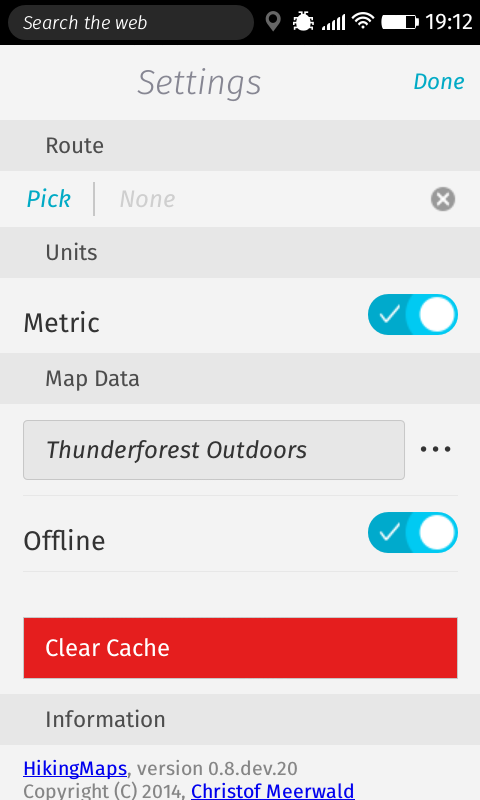 Search the web 19:12
Settings Done
Route
Pick None
Units
Metric
Map Data
Thunderforest Outdoors
Offline
Clear Cache
Information
HikingMaps, version 0.8.dev.20
Copyright (C) 2014, Christof Meerwald